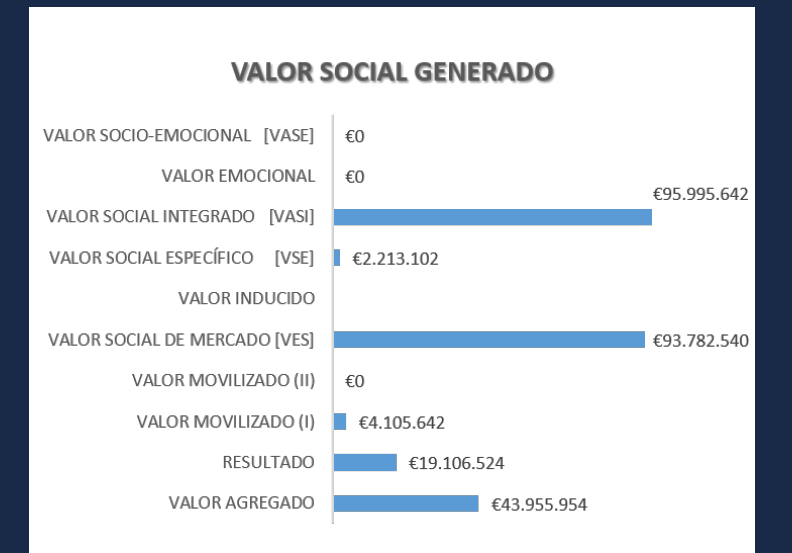 VALOR SOCIAL GENERADO
VALOR SOCIO-EMOCIONAL [VASE] €0
VALOR EMOCIONAL €0
€95.995.642
VALOR SOCIAL INTEGRADO [VASI]
VALOR SOCIAL ESPECÍFICO [VSE] €2.213.102
VALOR INDUCIDO
VALOR SOCIAL DE MERCADO [VES] €93.782.540
VALOR MOVILIZADO (II) €0
VALOR MOVILIZADO (I) €4.105.642
RESULTADO €19.106.524
VALOR AGREGADO €43.955.954